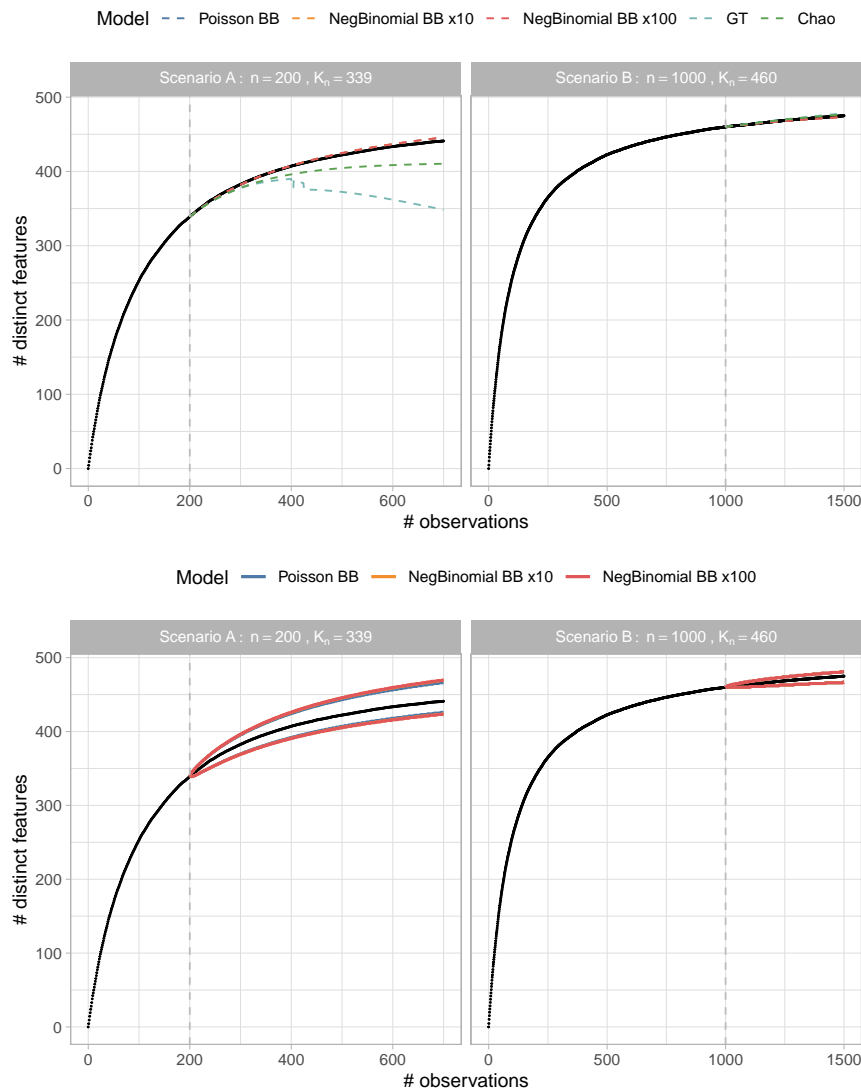 Model Poisson BB NegBinomial BB x10 NegBinomial BB x100 GT Chao
Scenario A : n = 200 , Kn = 339
Scenario B : n = 1000 , Kn = 460
500
400
300
200
100
0
# distinct features
0 200 400 600
0 500 1000 1500
# observations
Model Poisson BB NegBinomial BB x10 NegBinomial BB x100
Scenario A : n = 200 , Kn = 339
Scenario B : n = 1000 , Kn = 460
500
400
300
200
100
0
# distinct features
0 200 400 600
0 500 1000 1500
# observations